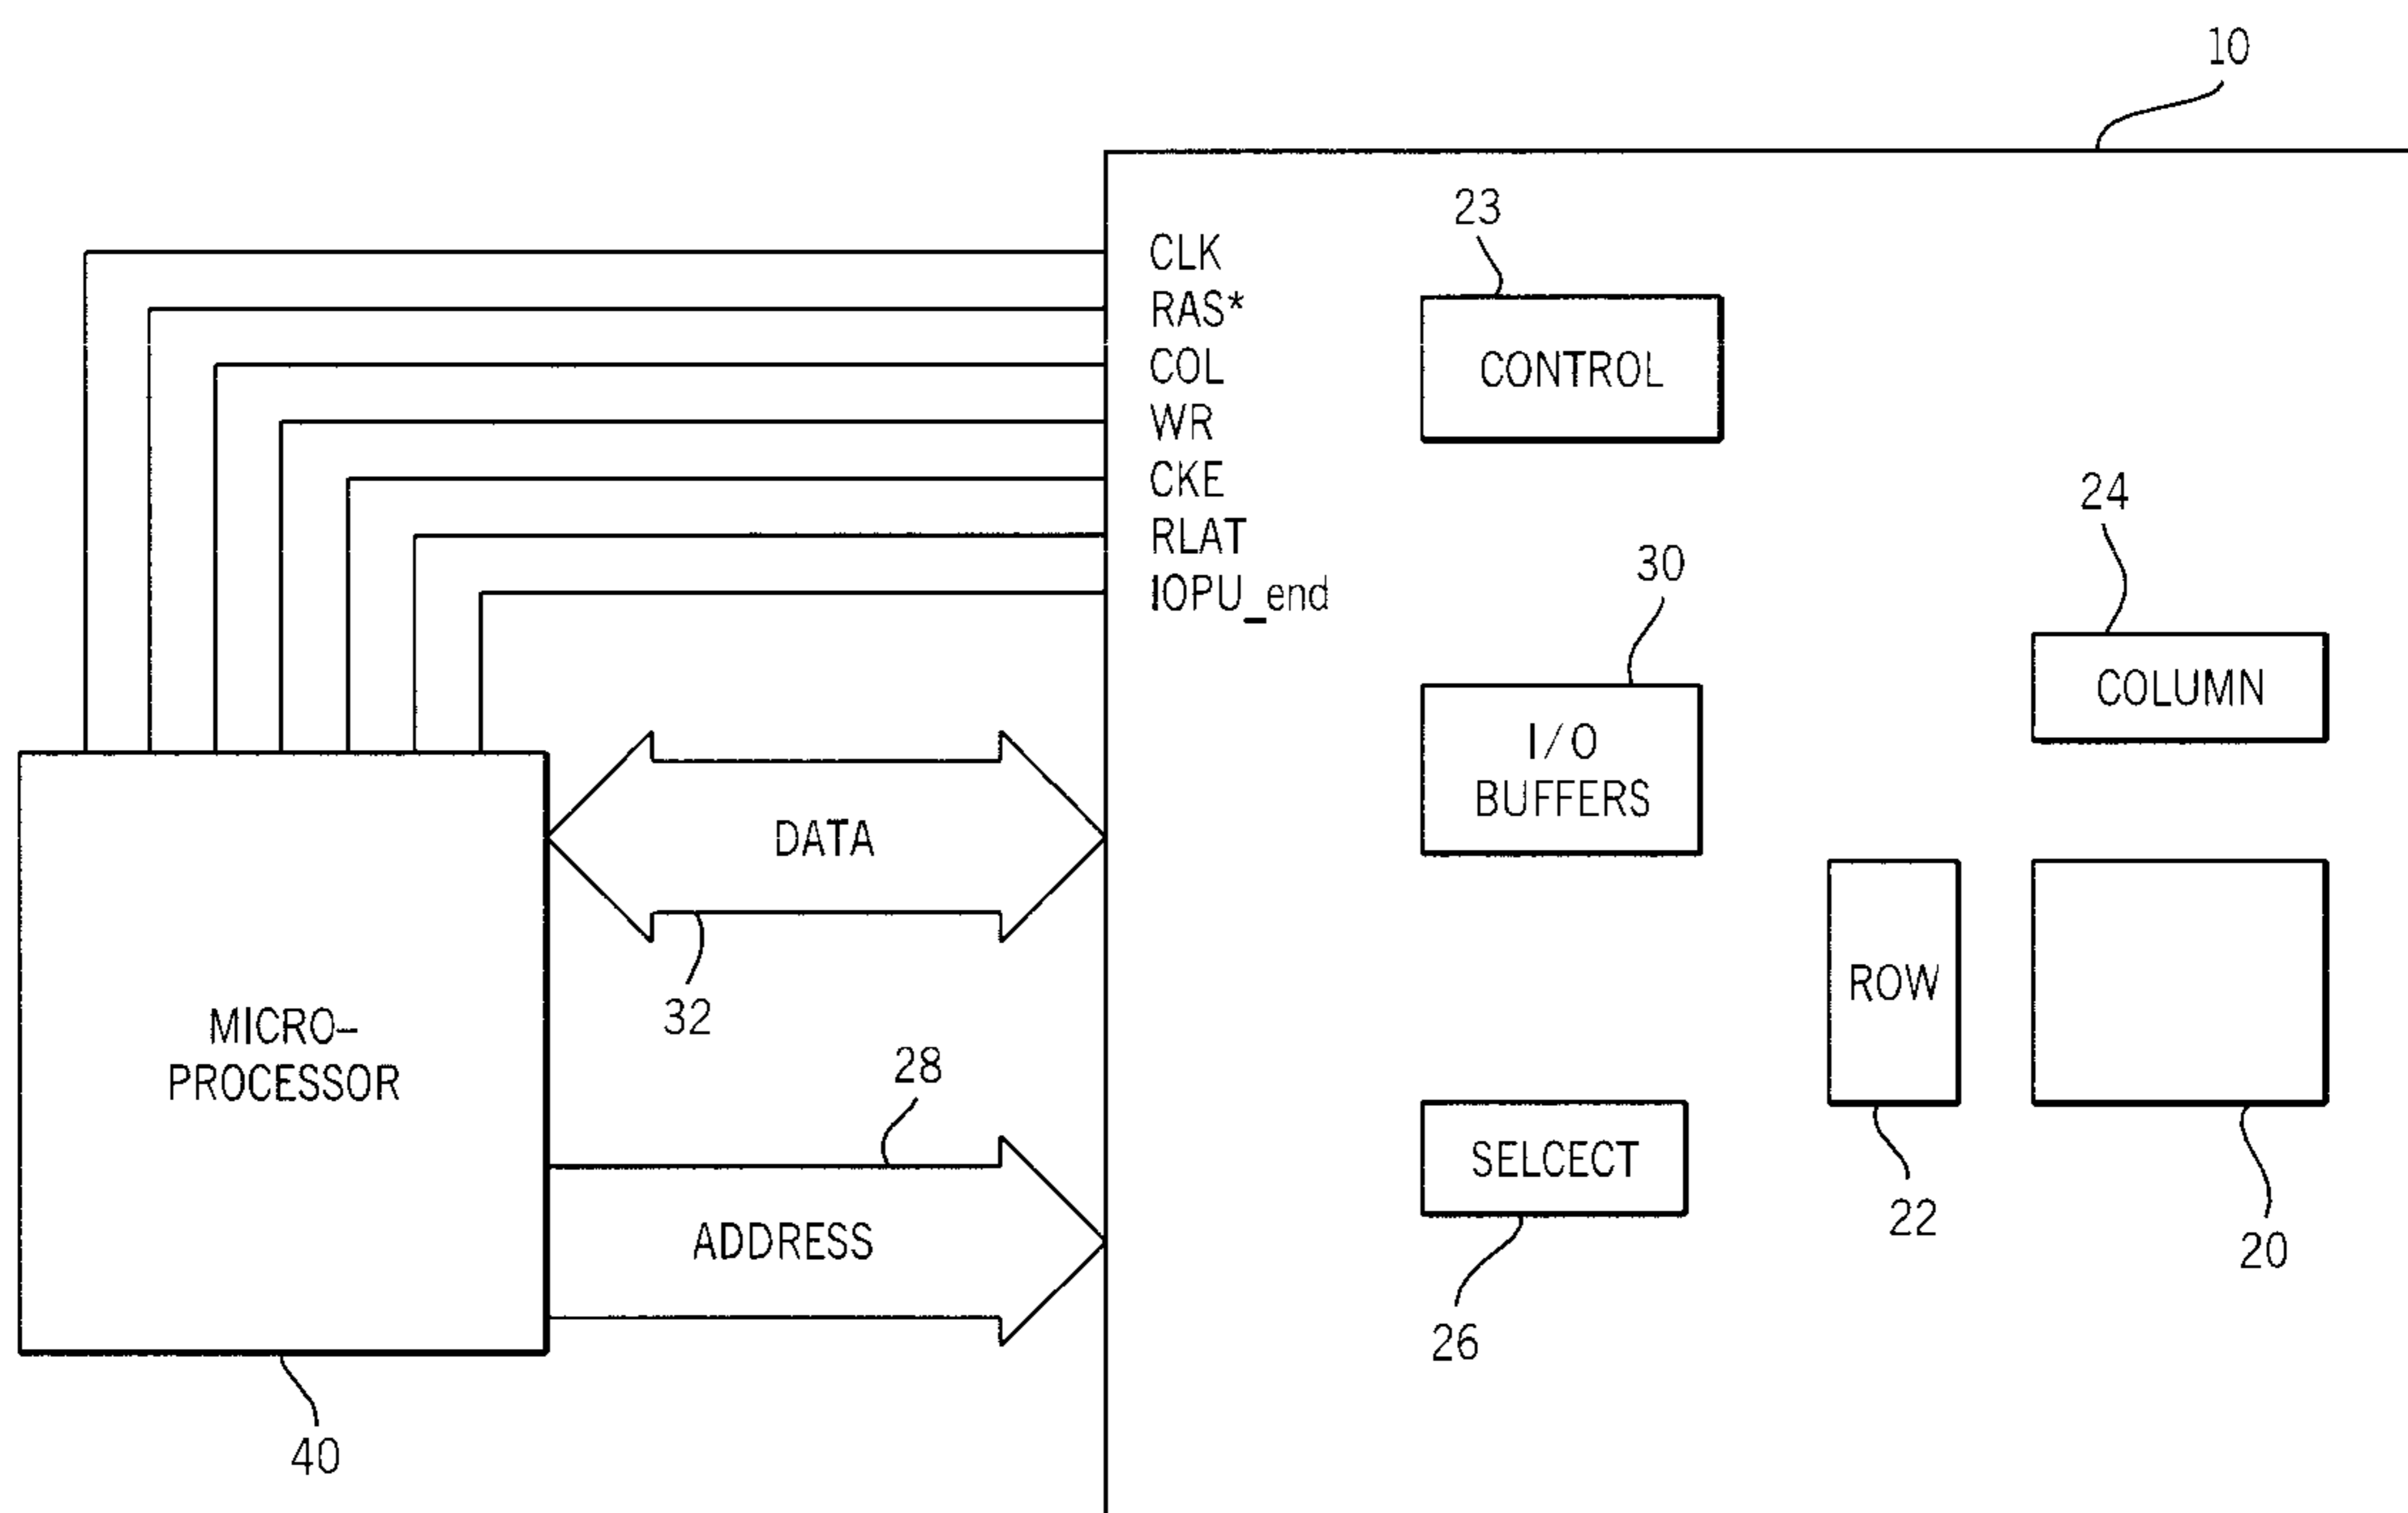 10
23
CLK
RAS*
COL
WR
CKE
RLAT
IOPU_end
CONTROL
24
30
COLUMN
I/O
BUFFERS
DATA
32
ROW
MICRO-
PROCESSOR
28
SELCECT
22
20
ADDRESS
26
40